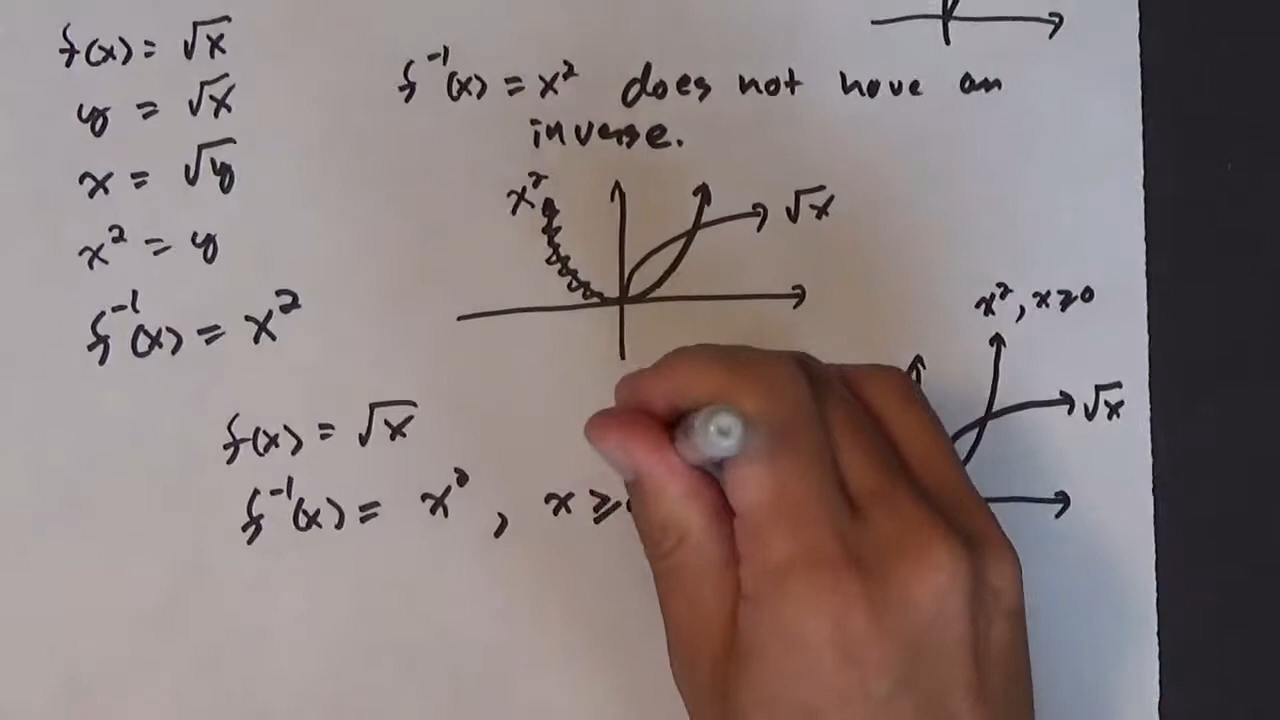 f(x) = √x
y = √x
x = √y
x² = y
f⁻¹(x) = x²
f⁻¹(x) = x² does not have an
inverse.
x²
√x
x², x≥0
√x
f(x) = √x
f⁻¹(x) = x² , x ≥